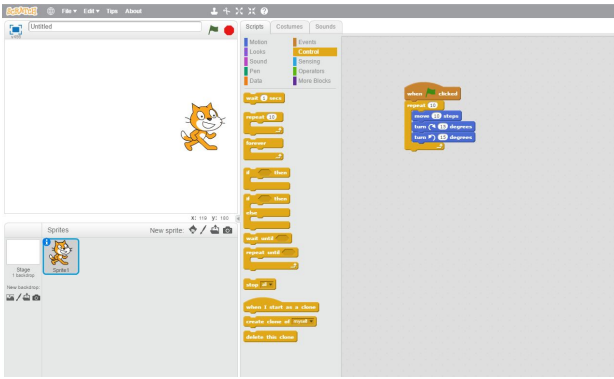 SCRATCH File ▾ Edit ▾ Tips About
Untitled
Scripts Costumes Sounds
Motion Events
Looks Control
Sound Sensing
Pen Operators
Data More Blocks
wait 1 secs
repeat 10
forever
if then
if then
else
wait until
repeat until
stop all
when I start as a clone
create clone of myself
delete this clone
when clicked
repeat 10
move 10 steps
turn 15 degrees
turn 15 degrees
Sprites New sprite:
Sprite1
Stage
1 backdrop
New backdrop: